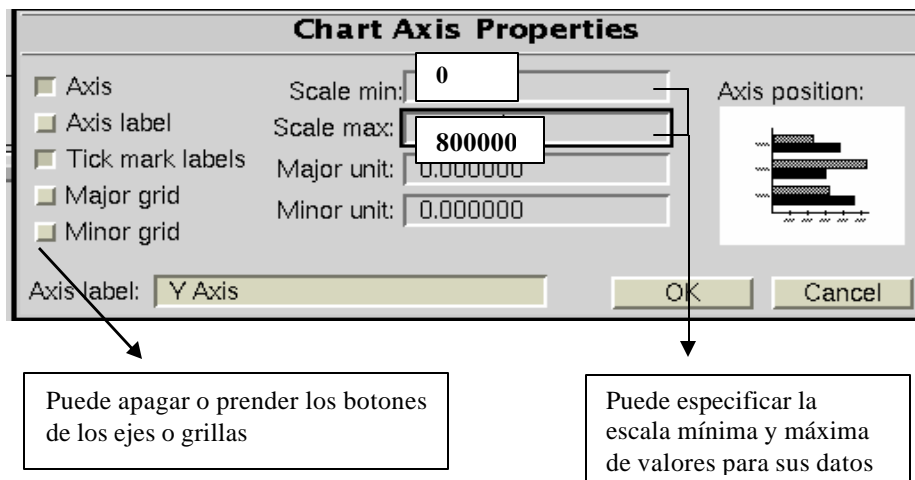 Chart Axis Properties
Axis
Axis label
Tick mark labels
Major grid
Minor grid
Scale min: 0
Scale max: 800000
Major unit: 0.000000
Minor unit: 0.000000
Axis position:
Axis label: Y Axis
OK
Cancel
Puede apagar o prender los botones
de los ejes o grillas
Puede especificar la
escala mínima y máxima
de valores para sus datos